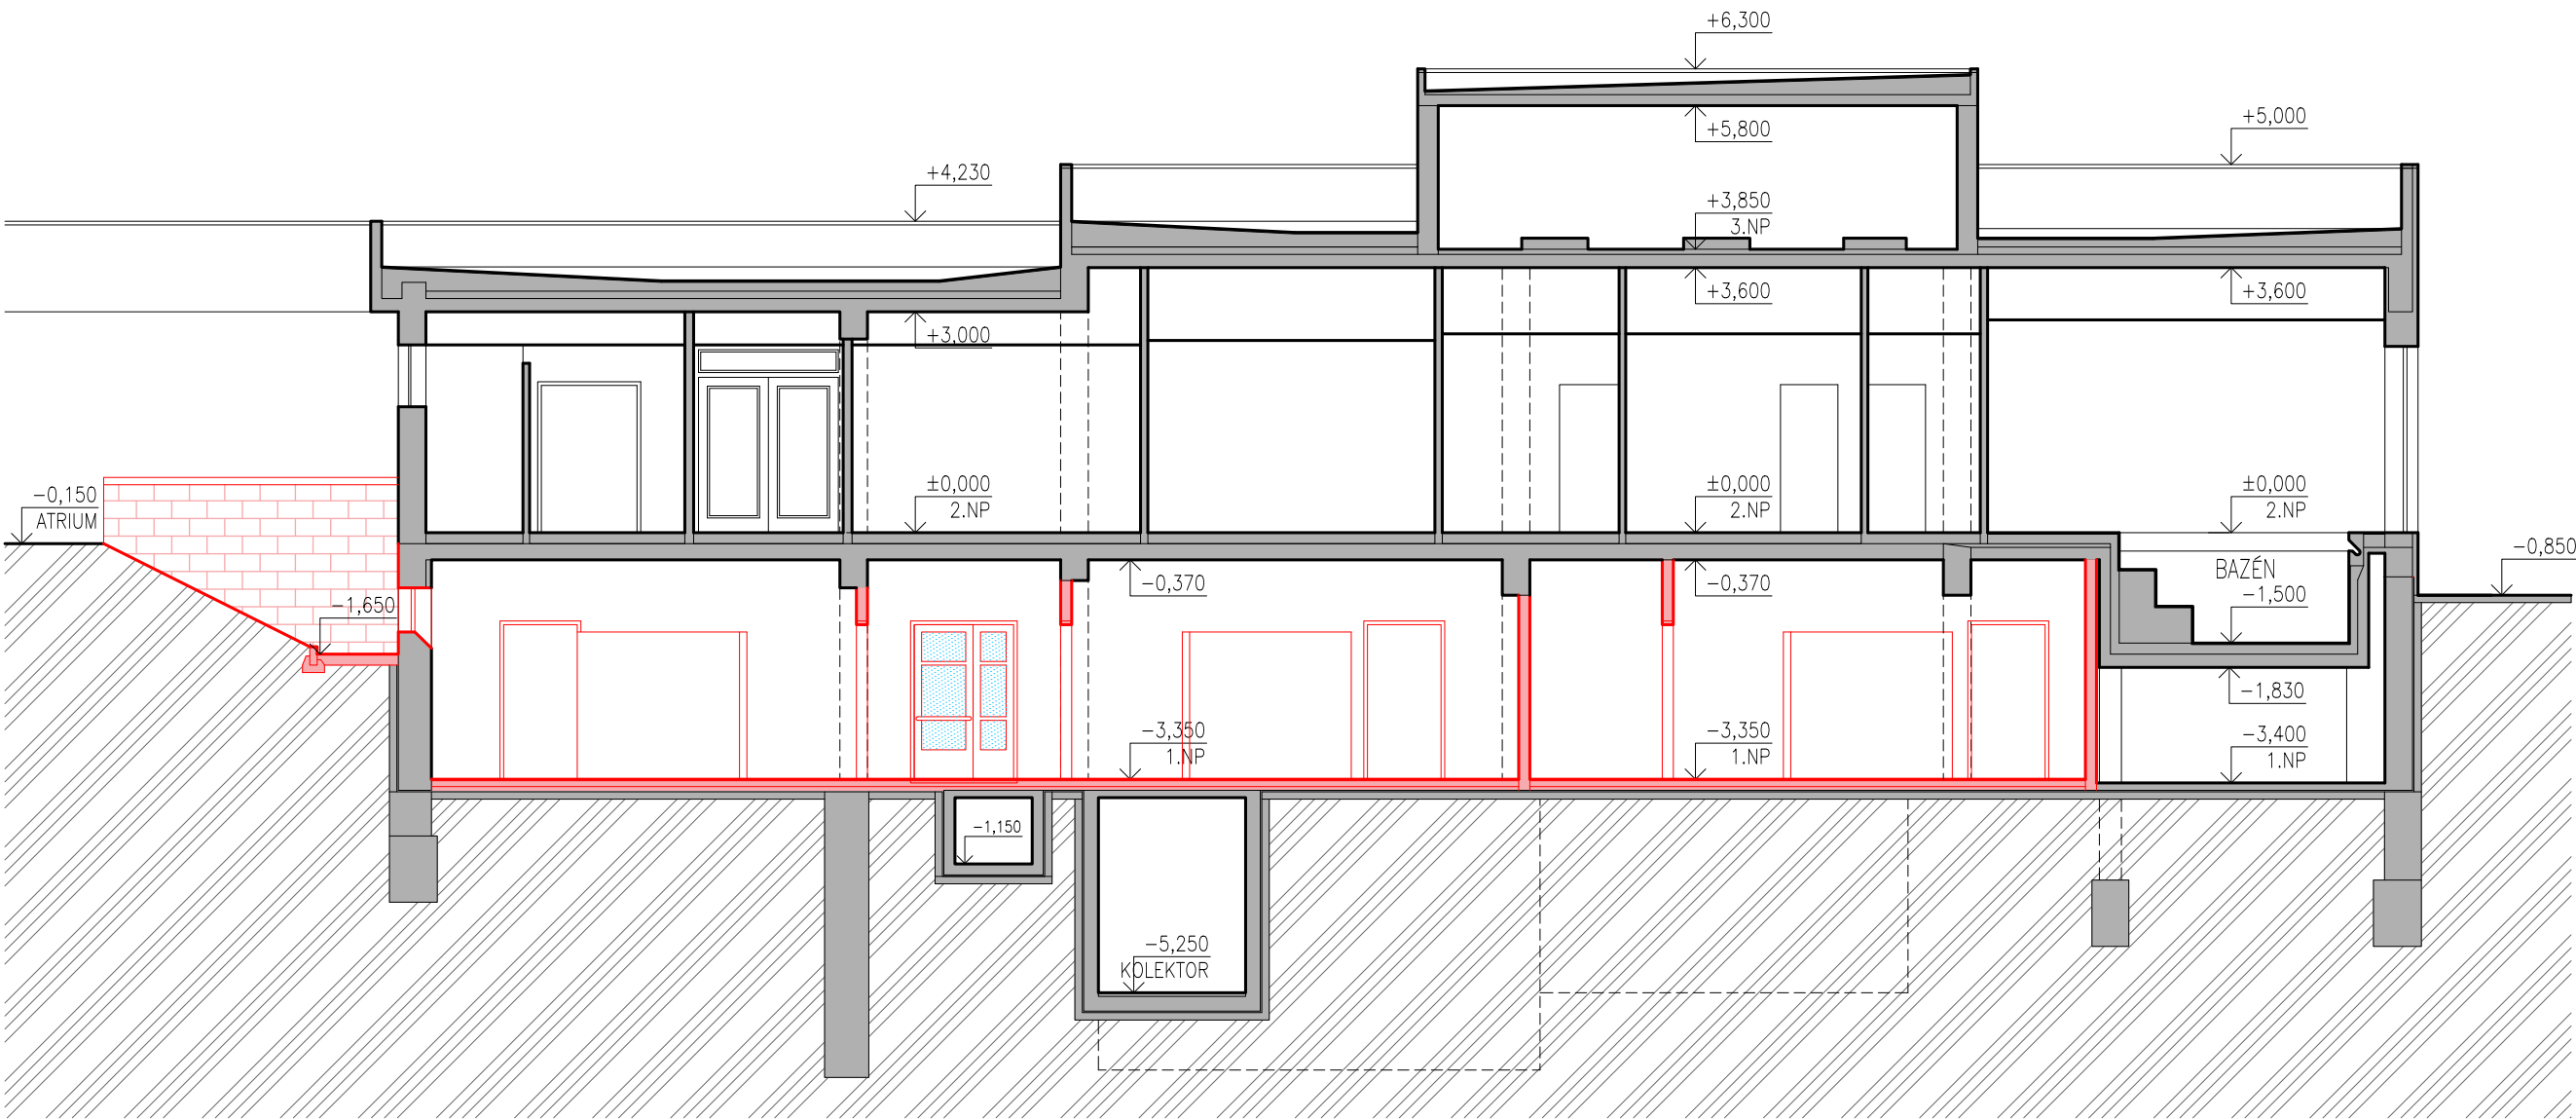 +6,300
+5,000
+5,800
+4,230
+3,850
3.NP
+3,600
+3,600
+3,000
-0,150
ATRIUM
±0,000
2.NP
±0,000
2.NP
±0,000
2.NP
-0,850
BAZÉN
-0,370
-0,370
-1,500
-1,650
-1,830
-3,350
1.NP
-3,350
1.NP
-3,400
1.NP
-1,150
-5,250
KOLEKTOR